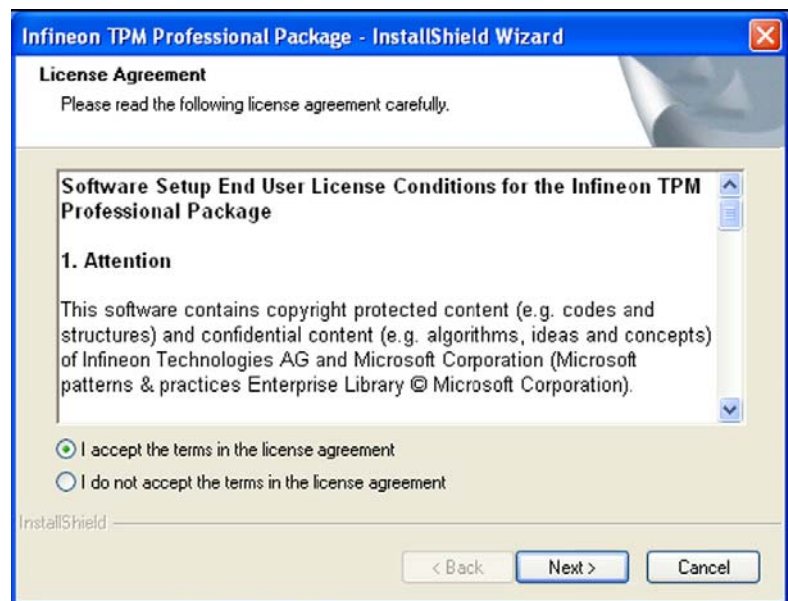 Infineon TPM Professional Package - InstallShield Wizard
License Agreement
Please read the following license agreement carefully.
Software Setup End User License Conditions for the Infineon TPM
Professional Package
1. Attention
This software contains copyright protected content (e.g. codes and
structures) and confidential content (e.g. algorithms, ideas and concepts)
of Infineon Technologies AG and Microsoft Corporation (Microsoft
patterns & practices Enterprise Library © Microsoft Corporation).
I accept the terms in the license agreement
I do not accept the terms in the license agreement
InstallShield
< Back Next > Cancel